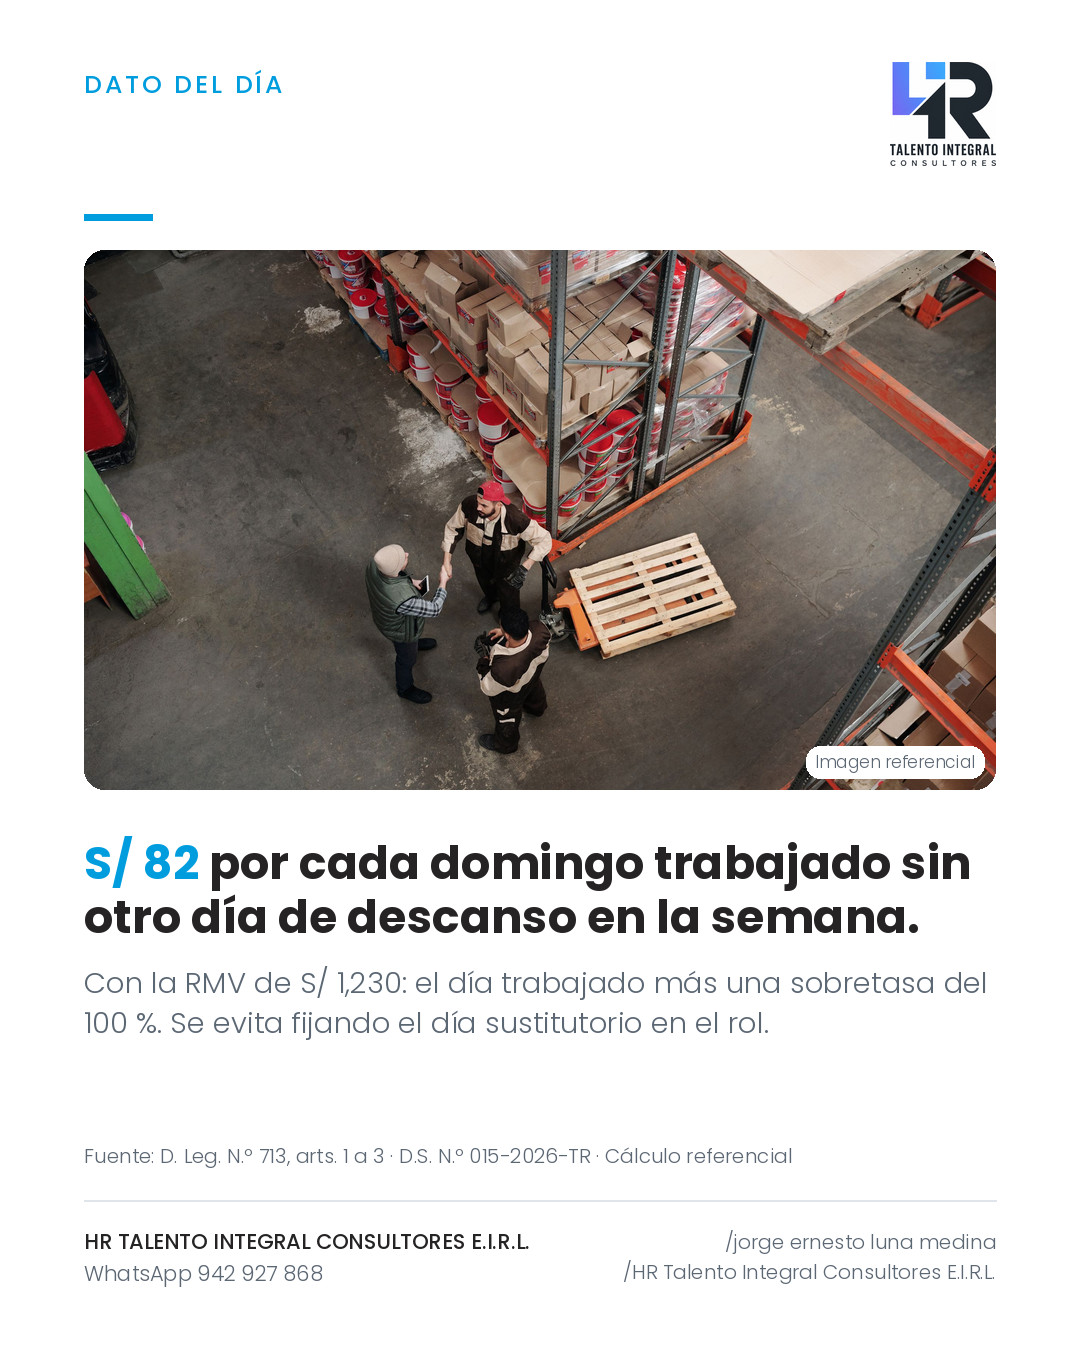 DATO DEL DÍA
HR
TALENTO INTEGRAL
CONSULTORES
Imagen referencial
S/ 82 por cada domingo trabajado sin
otro día de descanso en la semana.
Con la RMV de S/ 1,230: el día trabajado más una sobretasa del
100 %. Se evita fijando el día sustitutorio en el rol.
Fuente: D. Leg. N.º 713, arts. 1 a 3 · D.S. N.º 015-2026-TR · Cálculo referencial
HR TALENTO INTEGRAL CONSULTORES E.I.R.L.
WhatsApp 942 927 868
/jorge ernesto luna medina
/HR Talento Integral Consultores E.I.R.L.